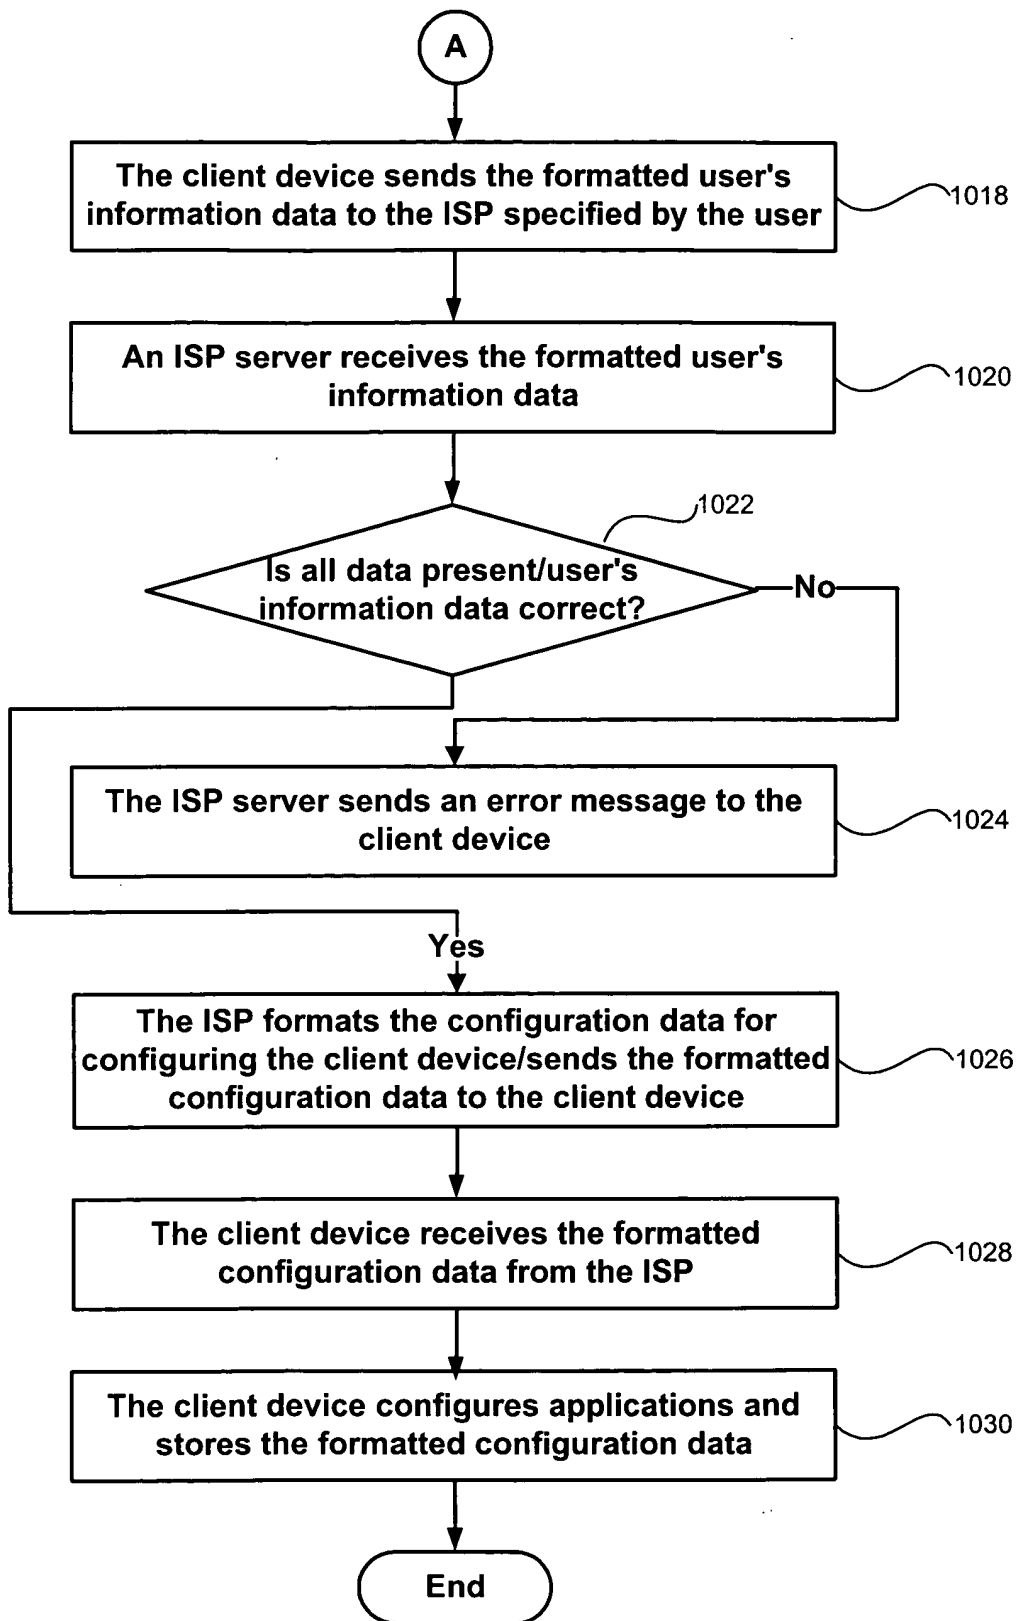 A
The client device sends the formatted user's
information data to the ISP specified by the user
1018
An ISP server receives the formatted user's
information data
1020
1022
Is all data present/user's
information data correct?
No
The ISP server sends an error message to the
client device
1024
Yes
The ISP formats the configuration data for
configuring the client device/sends the formatted
configuration data to the client device
1026
The client device receives the formatted
configuration data from the ISP
1028
The client device configures applications and
stores the formatted configuration data
1030
End